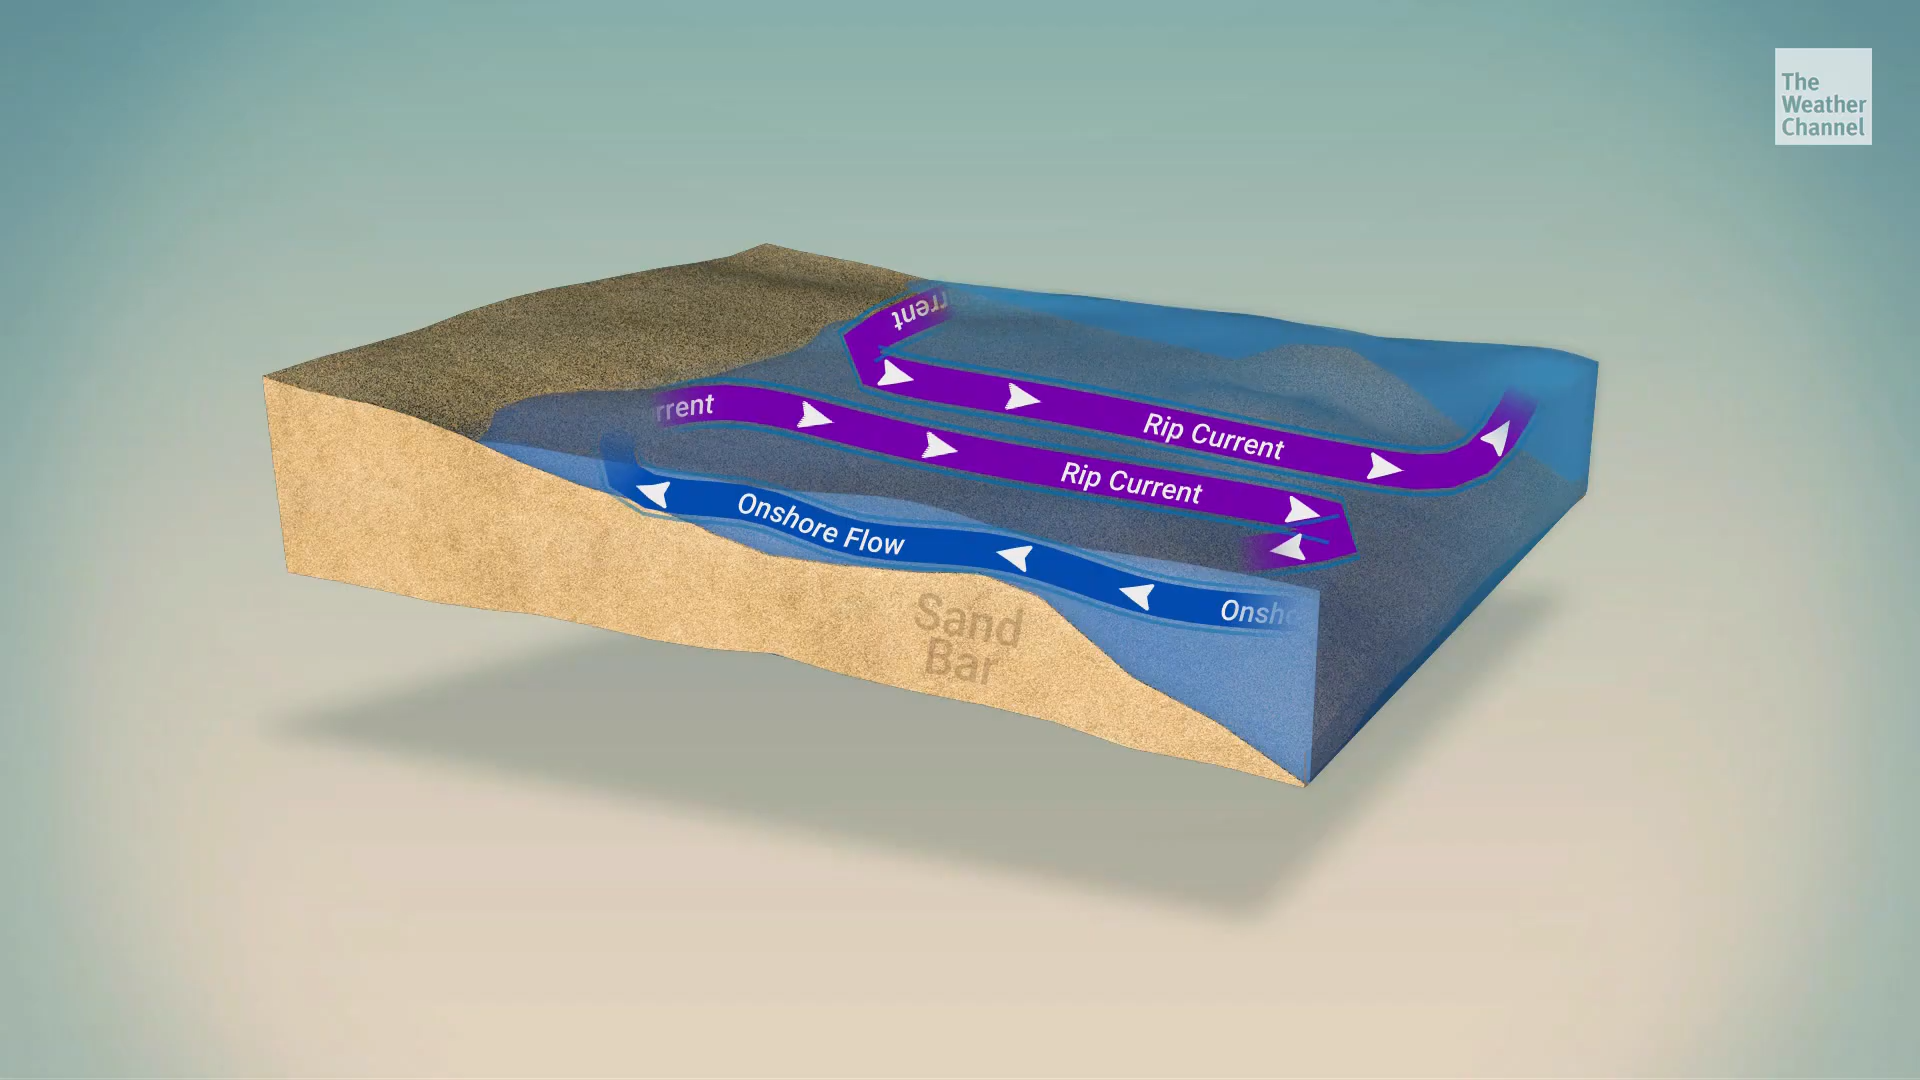 The
Weather
Channel
rrent
Rip Current
rrent
Rip Current
Onshore Flow
Onsho
Sand
Bar